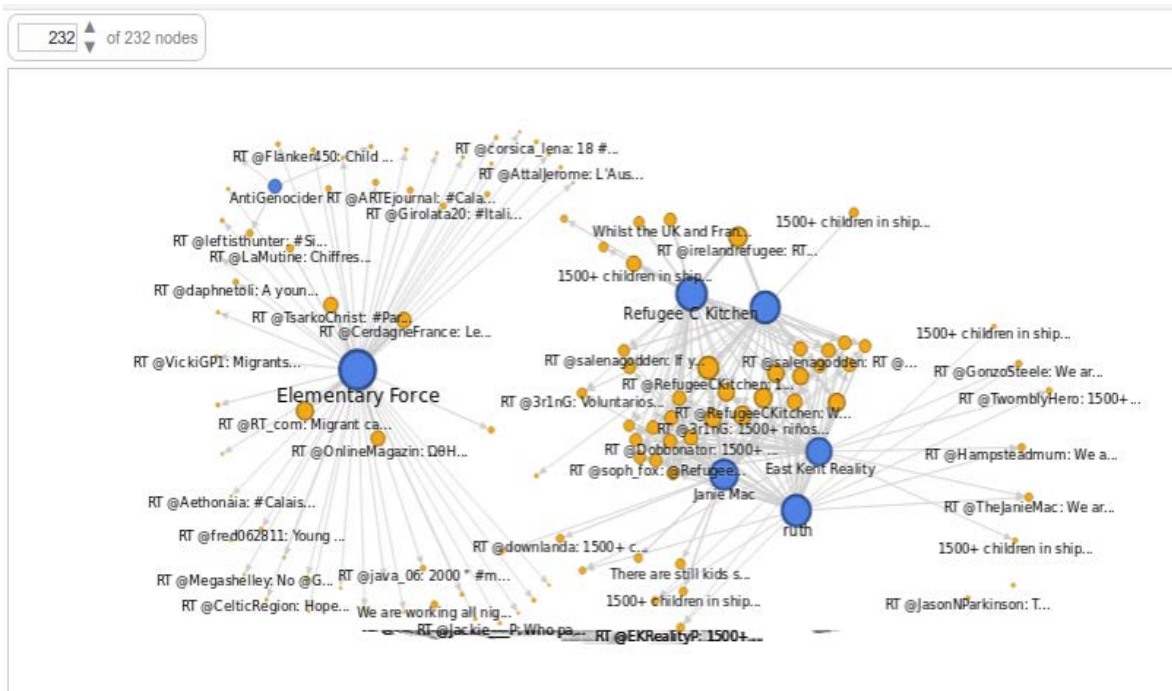 232 of 232 nodes
RT @Flanker450: Child ...
RT @corsica_lena: 18 #...
RT @AttalJerome: L'Aus...
AntiGenocider
RT @ARTEjournal: #Cala...
RT @Girolata20: #Itali...
1500+ children in ship...
Whilst the UK and Fran...
RT @leftisthunter: #Si...
RT @irelandrefugee: RT...
RT @LaMutine: Chiffres...
1500+ children in ship...
RT @daphnetoli: A youn...
RT @TsarkoChrist: #Par...
Refugee C Kitchen
RT @CerdagneFrance: Le...
1500+ children in ship...
RT @VickiGP1: Migrants...
RT @salenagodden: If y...
RT @salenagodden: RT @...
RT @GonzoSteele: We ar...
RT @RefugeeCKitchen: 1...
Elementary Force
RT @3r1nG: Voluntarios...
RT @TwomblyHero: 1500+...
RT @RefugeeCKitchen: W...
RT @RT_com: Migrant ca...
RT @3r1nG: 1500+ niños...
RT @OnlineMagazin: ΩΘH...
RT @Dobbonator: 1500+ ...
RT @Hampsteadmum: We a...
RT @soph_fox: @Refugee...
East Kent Reality
Janie Mac
RT @Aethonaia: #Calais...
RT @TheJanieMac: We ar...
ruth
RT @fred062811: Young ...
RT @downlanda: 1500+ c...
1500+ children in ship...
RT @Megashelley: No @G...
RT @java_06: 2000 " #m...
There are still kids s...
RT @CelticRegion: Hope...
We are working all nig...
1500+ children in ship...
RT @JasonNParkinson: T...
RT @Jackie___P: Who pa...
RT @EKRealityP: 1500+...